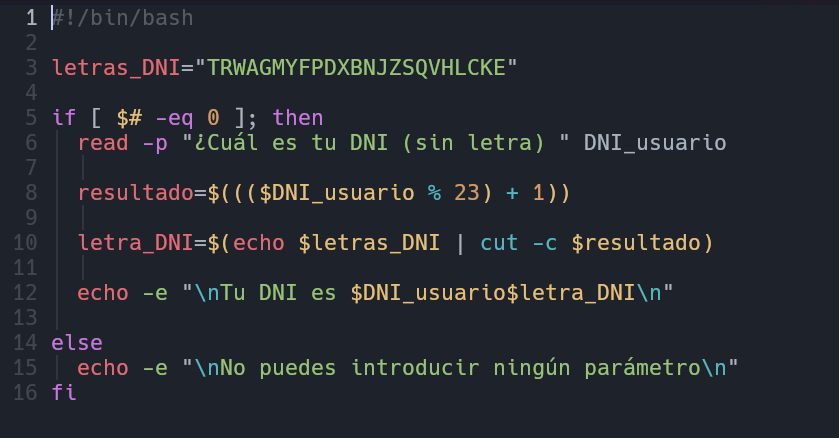 1 #!/bin/bash
2
3 letras_DNI="TRWAGMYFPDXBNJZSQVHLCKE"
4
5 if [ $# -eq 0 ]; then
6   read -p "¿Cuál es tu DNI (sin letra) " DNI_usuario
7
8   resultado=$((($DNI_usuario % 23) + 1))
9
10   letra_DNI=$(echo $letras_DNI | cut -c $resultado)
11
12   echo -e "\nTu DNI es $DNI_usuario$letra_DNI\n"
13
14 else
15   echo -e "\nNo puedes introducir ningún parámetro\n"
16 fi